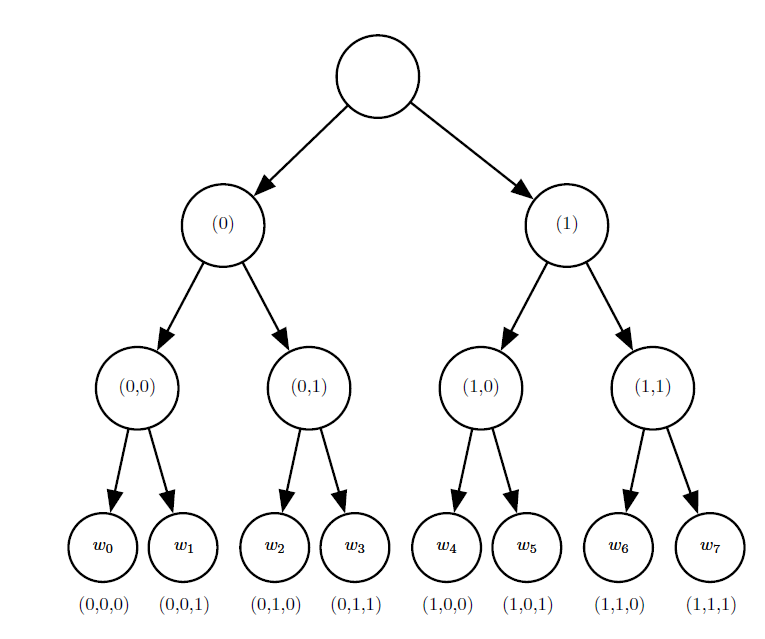 (0) (1)
(0,0) (0,1) (1,0) (1,1)
w₀ w₁ w₂ w₃ w₄ w₅ w₆ w₇
(0,0,0) (0,0,1) (0,1,0) (0,1,1) (1,0,0) (1,0,1) (1,1,0) (1,1,1)